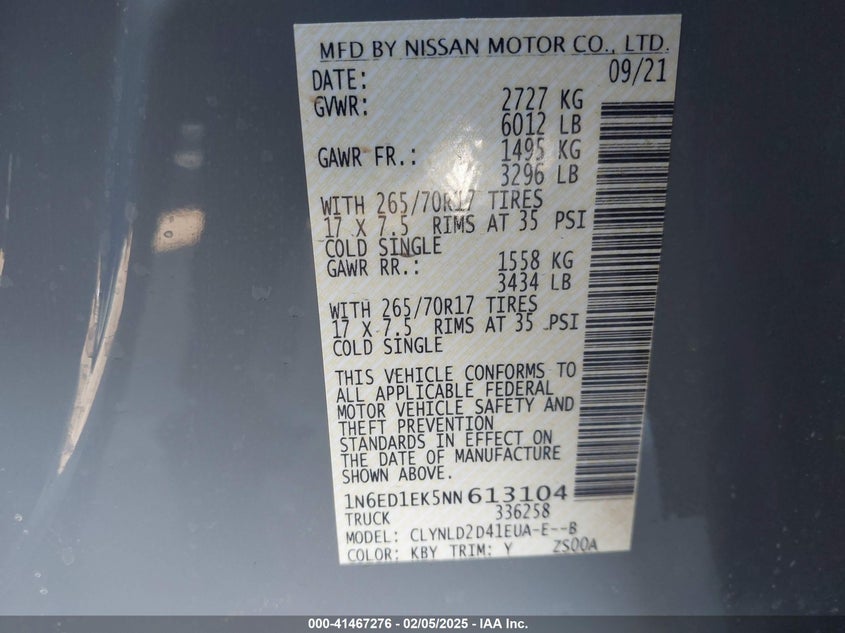 MFD BY NISSAN MOTOR CO., LTD.
DATE: 09/21
GVWR: 2727 KG
6012 LB
GAWR FR.: 1495 KG
3296 LB
WITH 265/70R17 TIRES
17 X 7.5 RIMS AT 35 PSI
COLD SINGLE
GAWR RR.: 1558 KG
3434 LB
WITH 265/70R17 TIRES
17 X 7.5 RIMS AT 35 PSI
COLD SINGLE
THIS VEHICLE CONFORMS TO
ALL APPLICABLE FEDERAL
MOTOR VEHICLE SAFETY AND
THEFT PREVENTION
STANDARDS IN EFFECT ON
THE DATE OF MANUFACTURE
SHOWN ABOVE.
1N6ED1EK5NN613104
TRUCK 336258
MODEL: CLYNLD2D41EUA-E--B
COLOR: KBY TRIM: Y ZS00A
000-41467276 - 02/05/2025 - IAA Inc.